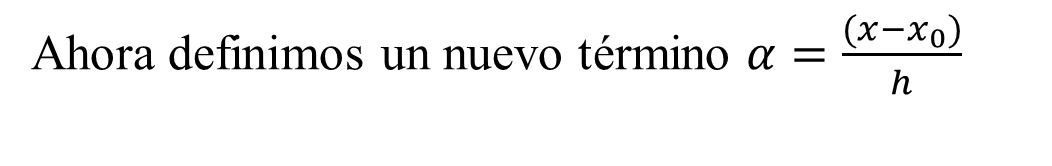 Ahora definimos un nuevo término α = (x−x₀)/h